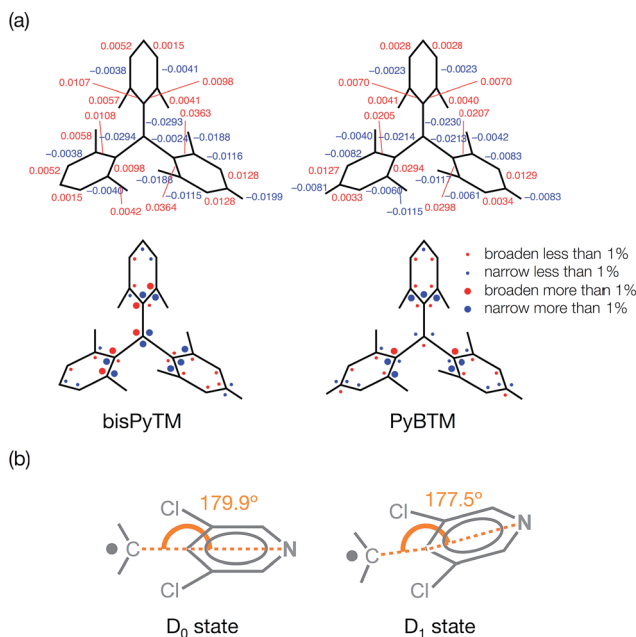 (a)
0.0052 0.0015
−0.0038 −0.0041
0.0107 0.0098
0.0057 0.0041
0.0108 0.0363
−0.0293
0.0058 −0.0294 −0.0024 −0.0188
−0.0038 −0.0116
0.0052 0.0098 0.0128
−0.0188
0.0015 −0.0040 −0.0115 0.0128 −0.0199
0.0042 0.0364
0.0028 0.0028
−0.0023 −0.0023
0.0070 0.0070
0.0041 0.0040
0.0205 0.0207
−0.0230
−0.0040 −0.0214 −0.0213 −0.0042
−0.0082 −0.0083
0.0127 0.0294 −0.0117 0.0129
−0.0081 0.0033 −0.0060 −0.0061 0.0034 −0.0083
−0.0115 0.0298
broaden less than 1%
narrow less than 1%
broaden more than 1%
narrow more than 1%
bisPyTM PyBTM
(b)
Cl 179.9º
C N
Cl
D0 state
Cl 177.5º
C N
Cl
D1 state